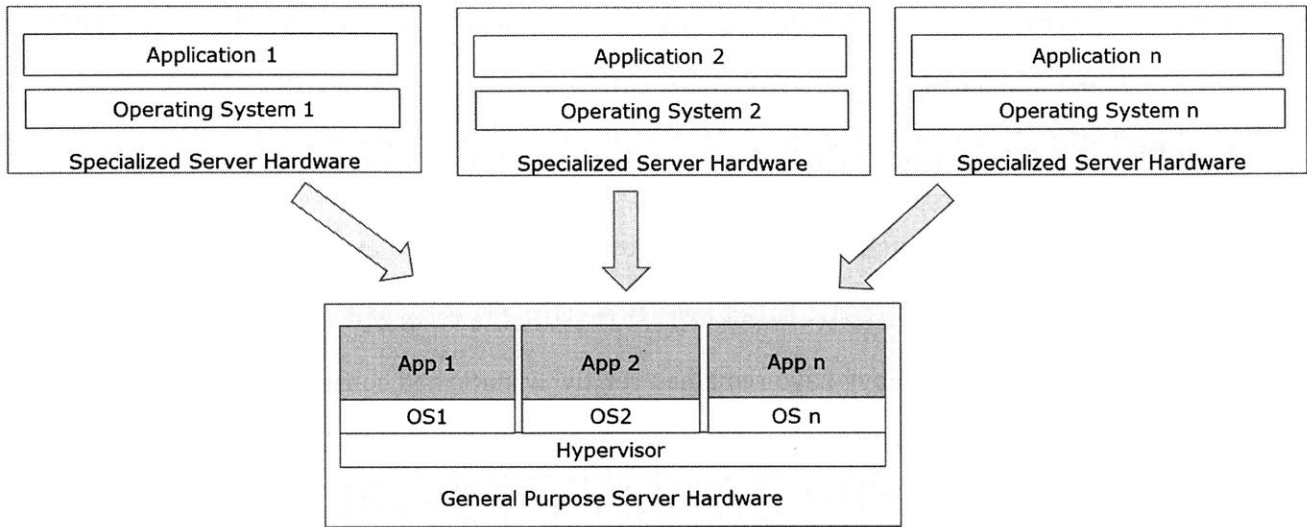 Application 1
Application 2
Application n
Operating System 1
Operating System 2
Operating System n
Specialized Server Hardware
Specialized Server Hardware
Specialized Server Hardware
App 1
App 2
App n
OS1
OS2
OS n
Hypervisor
General Purpose Server Hardware